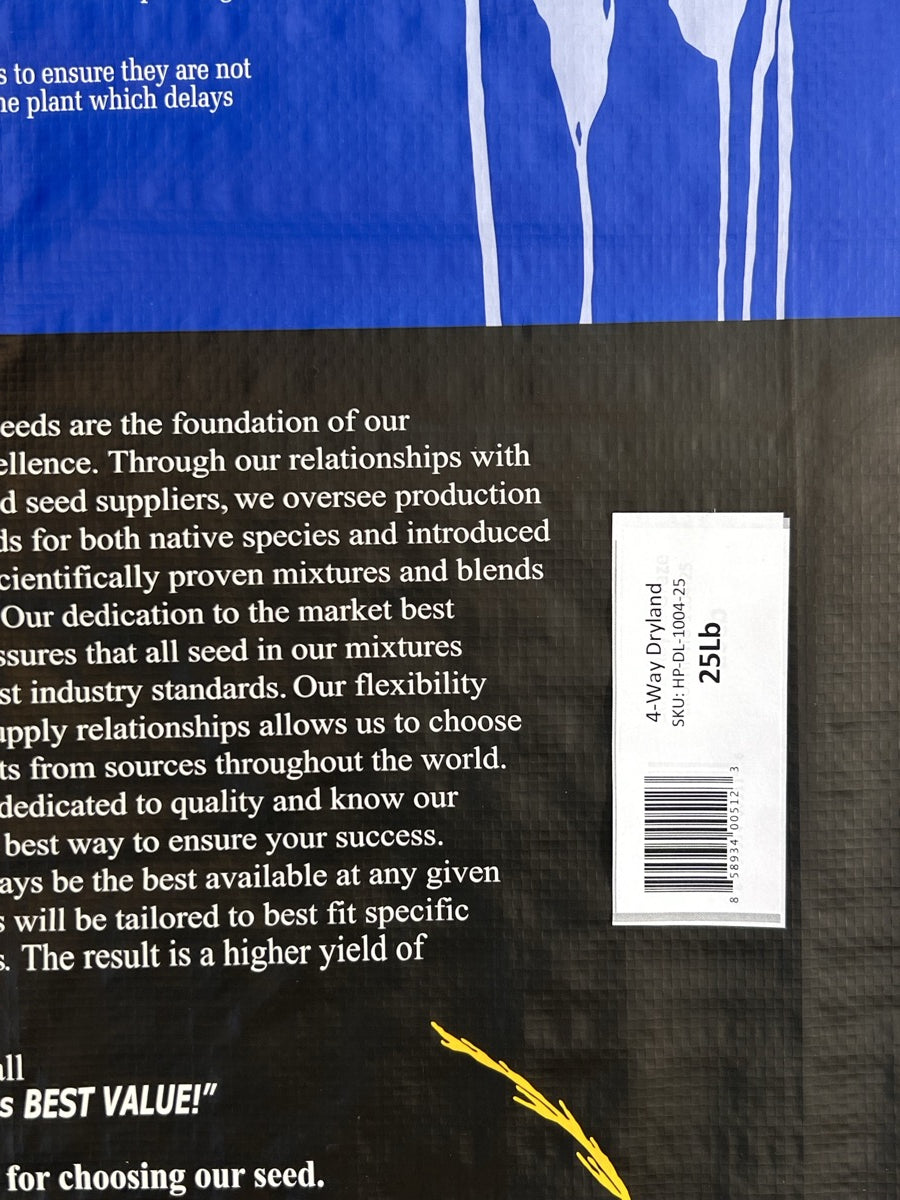 s to ensure they are not
ne plant which delays
eeds are the foundation of our
ellence. Through our relationships with
d seed suppliers, we oversee production
ds for both native species and introduced
cientifically proven mixtures and blends
Our dedication to the market best
ssures that all seed in our mixtures
st industry standards. Our flexibility
upply relationships allows us to choose
ts from sources throughout the world.
dedicated to quality and know our
best way to ensure your success.
ays be the best available at any given
s will be tailored to best fit specific
s. The result is a higher yield of
all
s BEST VALUE!”
for choosing our seed.
4-Way Dryland
SKU: HP-DL-1004-25
25Lb
8 58934 00512 3